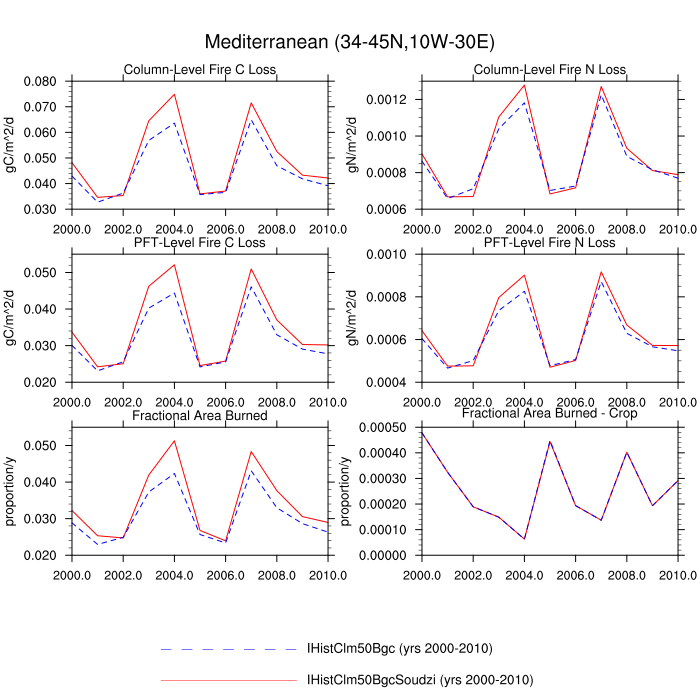 Mediterranean (34-45N,10W-30E)
Column-Level Fire C Loss
gC/m^2/d
0.080
0.070
0.060
0.050
0.040
0.030
2000.0 2002.0 2004.0 2006.0 2008.0 2010.0
Column-Level Fire N Loss
gN/m^2/d
0.0012
0.0010
0.0008
0.0006
2000.0 2002.0 2004.0 2006.0 2008.0 2010.0
PFT-Level Fire C Loss
gC/m^2/d
0.050
0.040
0.030
0.020
2000.0 2002.0 2004.0 2006.0 2008.0 2010.0
PFT-Level Fire N Loss
gN/m^2/d
0.0010
0.0008
0.0006
0.0004
2000.0 2002.0 2004.0 2006.0 2008.0 2010.0
Fractional Area Burned
proportion/y
0.050
0.040
0.030
0.020
2000.0 2002.0 2004.0 2006.0 2008.0 2010.0
Fractional Area Burned - Crop
proportion/y
0.00050
0.00040
0.00030
0.00020
0.00010
0.00000
2000.0 2002.0 2004.0 2006.0 2008.0 2010.0
IHistClm50Bgc (yrs 2000-2010)
IHistClm50BgcSoudzi (yrs 2000-2010)